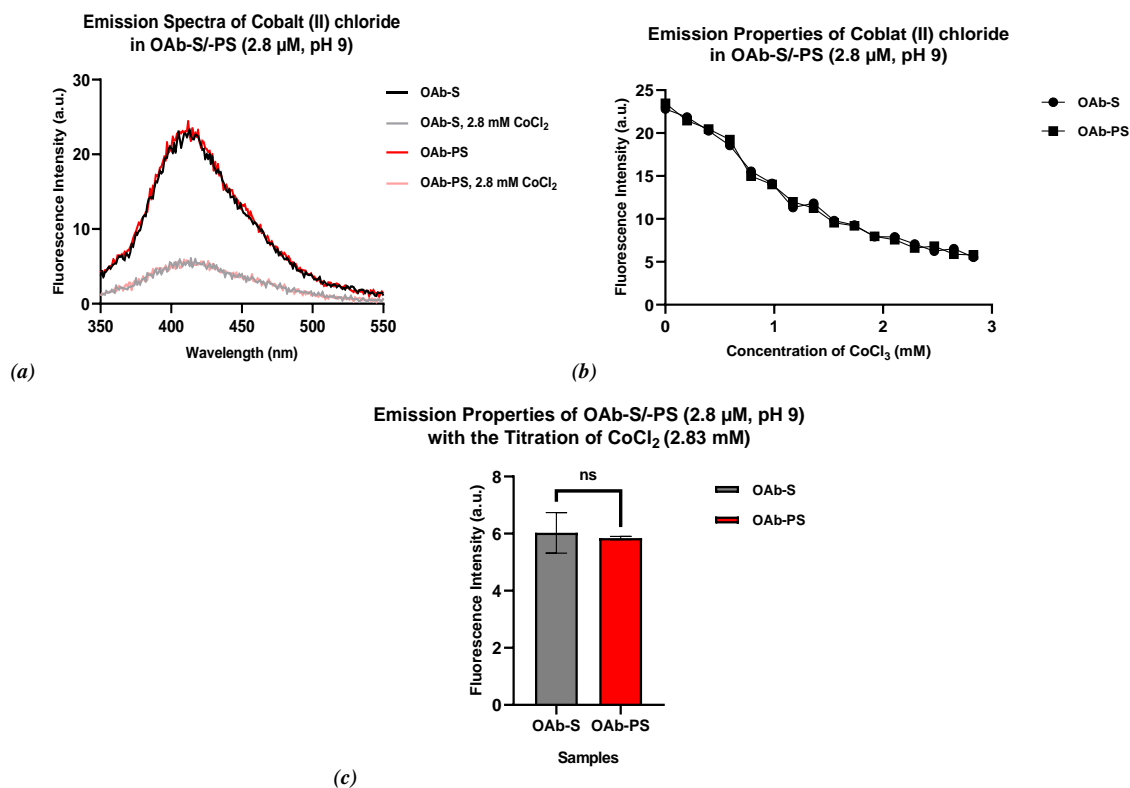 Emission Spectra of Cobalt (II) chloride
in OAb-S/-PS (2.8 µM, pH 9)
Fluorescence Intensity (a.u.)
30
20
10
0
350
400
450
500
550
Wavelength (nm)
OAb-S
OAb-S, 2.8 mM CoCl₂
OAb-PS
OAb-PS, 2.8 mM CoCl₂
(a)
Emission Properties of Coblat (II) chloride
in OAb-S/-PS (2.8 µM, pH 9)
Fluorescence Intensity (a.u.)
25
20
15
10
5
0
0
1
2
3
Concentration of CoCl₃ (mM)
OAb-S
OAb-PS
(b)
Emission Properties of OAb-S/-PS (2.8 µM, pH 9)
with the Titration of CoCl₂ (2.83 mM)
Fluorescence Intensity (a.u.)
8
6
4
2
0
ns
OAb-S
OAb-PS
Samples
OAb-S
OAb-PS
(c)